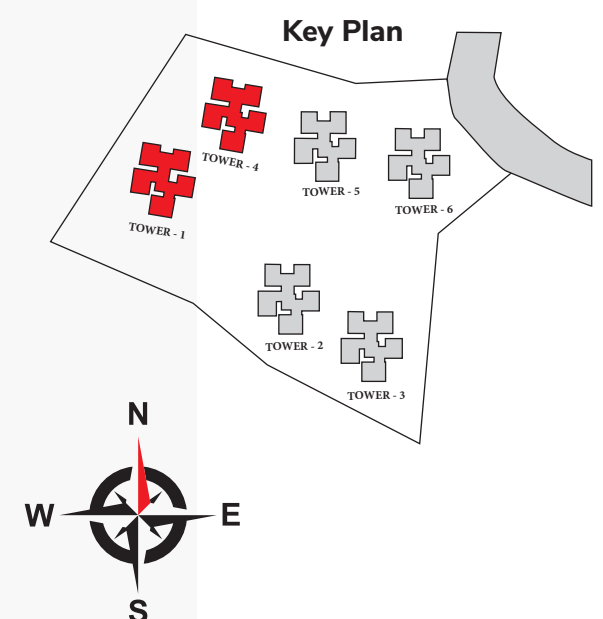 Key Plan
TOWER - 4
TOWER - 5
TOWER - 6
TOWER - 1
TOWER - 2
TOWER - 3
N
W
E
S